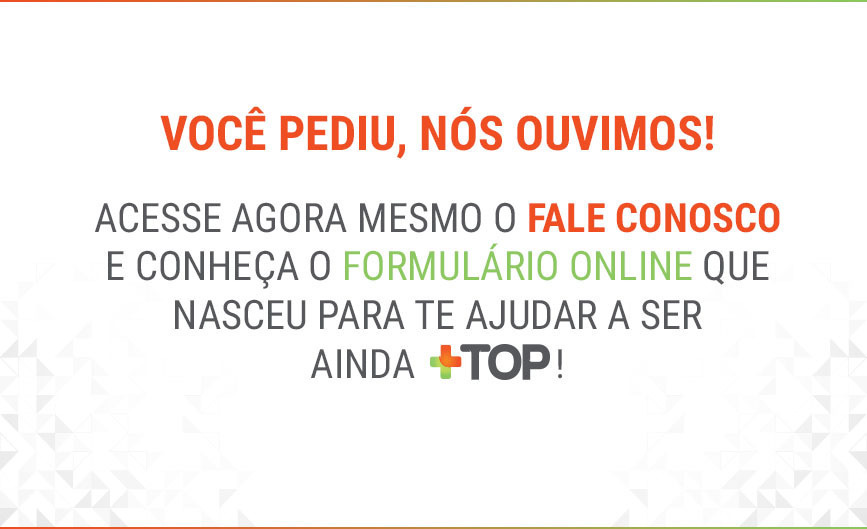 VOCÊ PEDIU, NÓS OUVIMOS!
ACESSE AGORA MESMO O FALE CONOSCO
E CONHEÇA O FORMULÁRIO ONLINE QUE
NASCEU PARA TE AJUDAR A SER
AINDA +TOP!